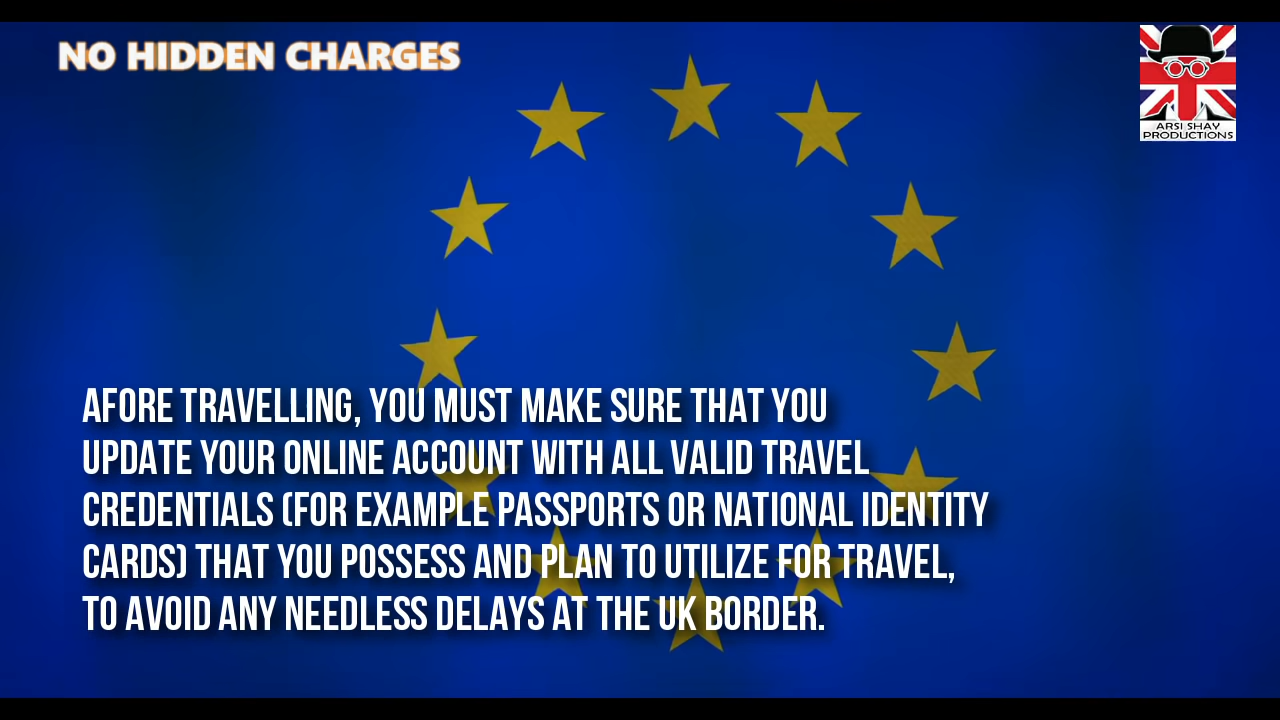 NO HIDDEN CHARGES
ARSI SHAY
PRODUCTIONS
AFORE TRAVELLING, YOU MUST MAKE SURE THAT YOU
UPDATE YOUR ONLINE ACCOUNT WITH ALL VALID TRAVEL
CREDENTIALS (FOR EXAMPLE PASSPORTS OR NATIONAL IDENTITY
CARDS) THAT YOU POSSESS AND PLAN TO UTILIZE FOR TRAVEL,
TO AVOID ANY NEEDLESS DELAYS AT THE UK BORDER.